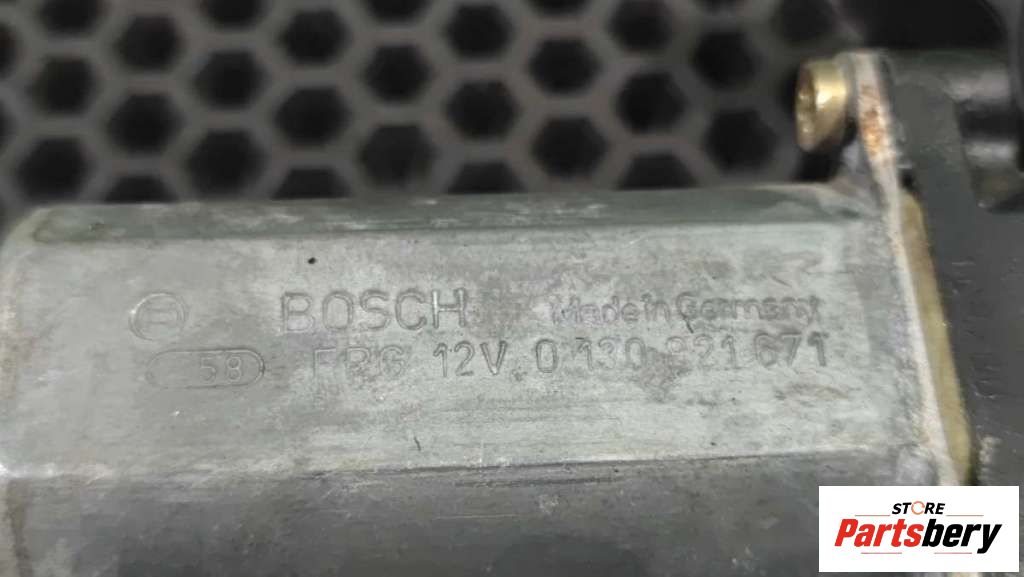 BOSCH Made in Germany
58 FPG 12V 0 130 821 671
STORE
Partsbery